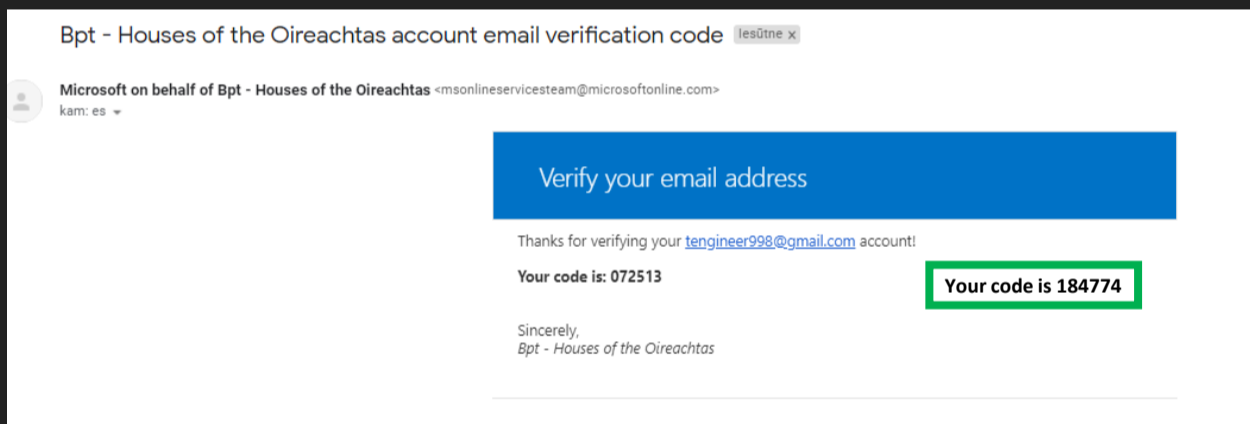 Bpt - Houses of the Oireachtas account email verification code Iesūtne x
Microsoft on behalf of Bpt - Houses of the Oireachtas <msonlineservicesteam@microsoftonline.com>
kam: es
Verify your email address
Thanks for verifying your tengineer998@gmail.com account!
Your code is: 072513
Your code is 184774
Sincerely,
Bpt - Houses of the Oireachtas